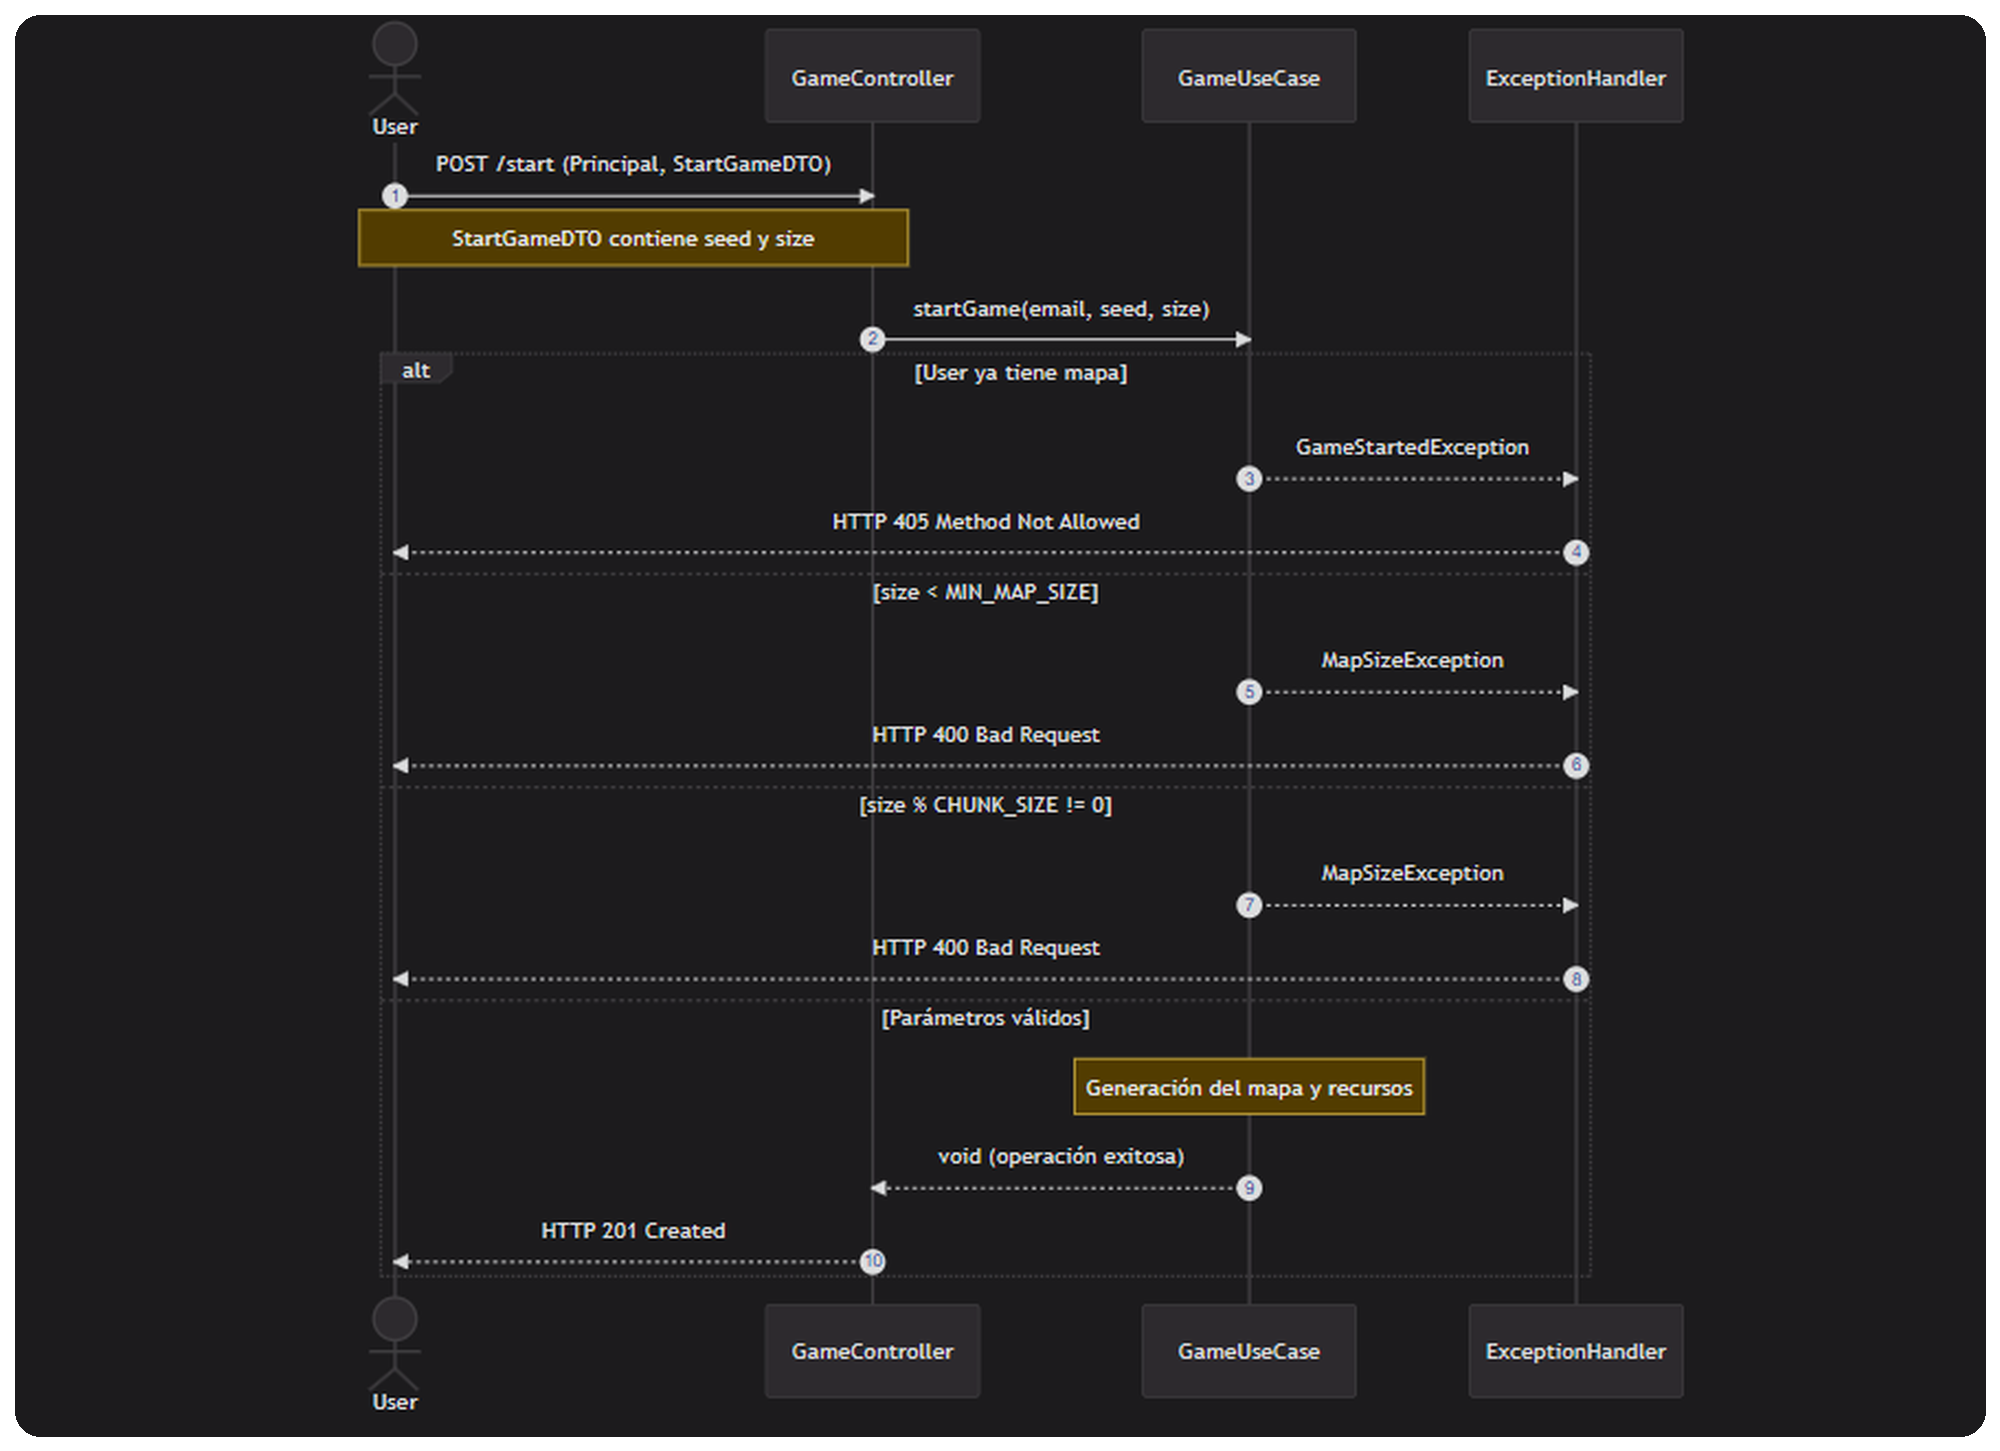 User
GameController
GameUseCase
ExceptionHandler
POST /start (Principal, StartGameDTO)
1
StartGameDTO contiene seed y size
startGame(email, seed, size)
2
alt
[User ya tiene mapa]
GameStartedException
3
HTTP 405 Method Not Allowed
4
[size < MIN_MAP_SIZE]
MapSizeException
5
HTTP 400 Bad Request
6
[size % CHUNK_SIZE != 0]
MapSizeException
7
HTTP 400 Bad Request
8
[Parámetros válidos]
Generación del mapa y recursos
void (operación exitosa)
9
HTTP 201 Created
10
User
GameController
GameUseCase
ExceptionHandler